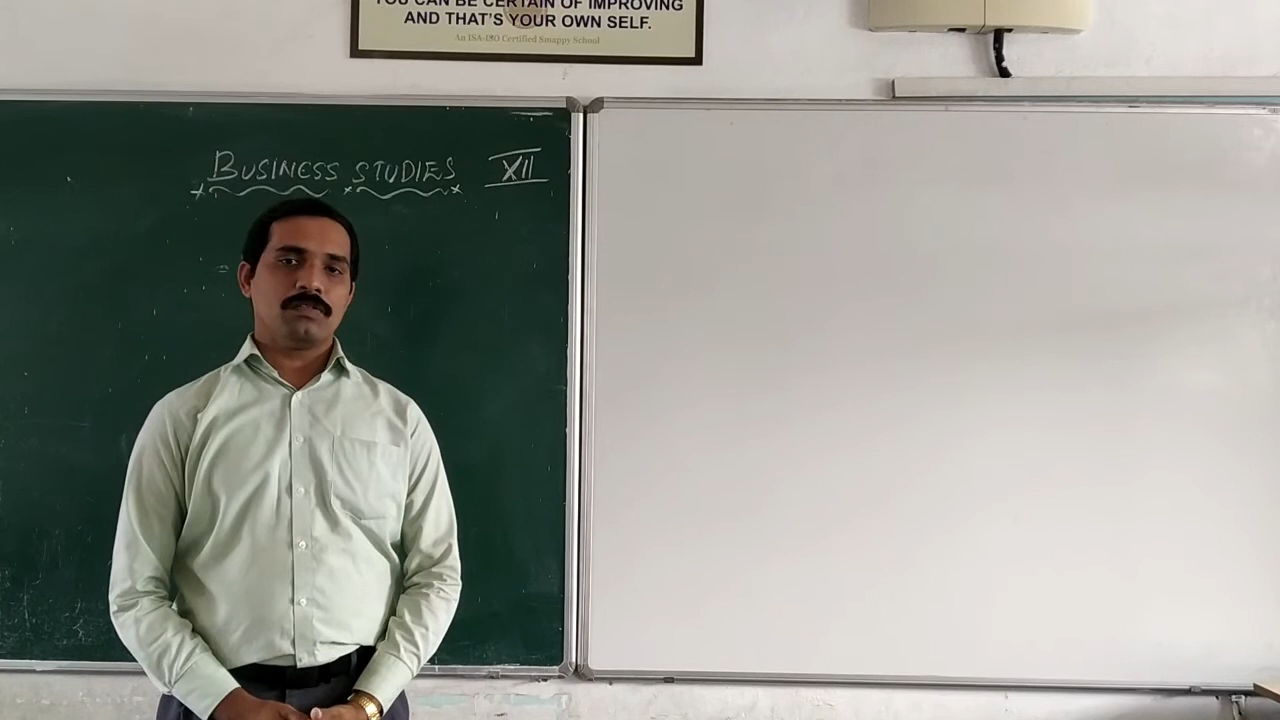 YOU CAN BE CERTAIN OF IMPROVING
AND THAT'S YOUR OWN SELF.
An ISA-ISO Certified Smappy School
BUSINESS STUDIES XII